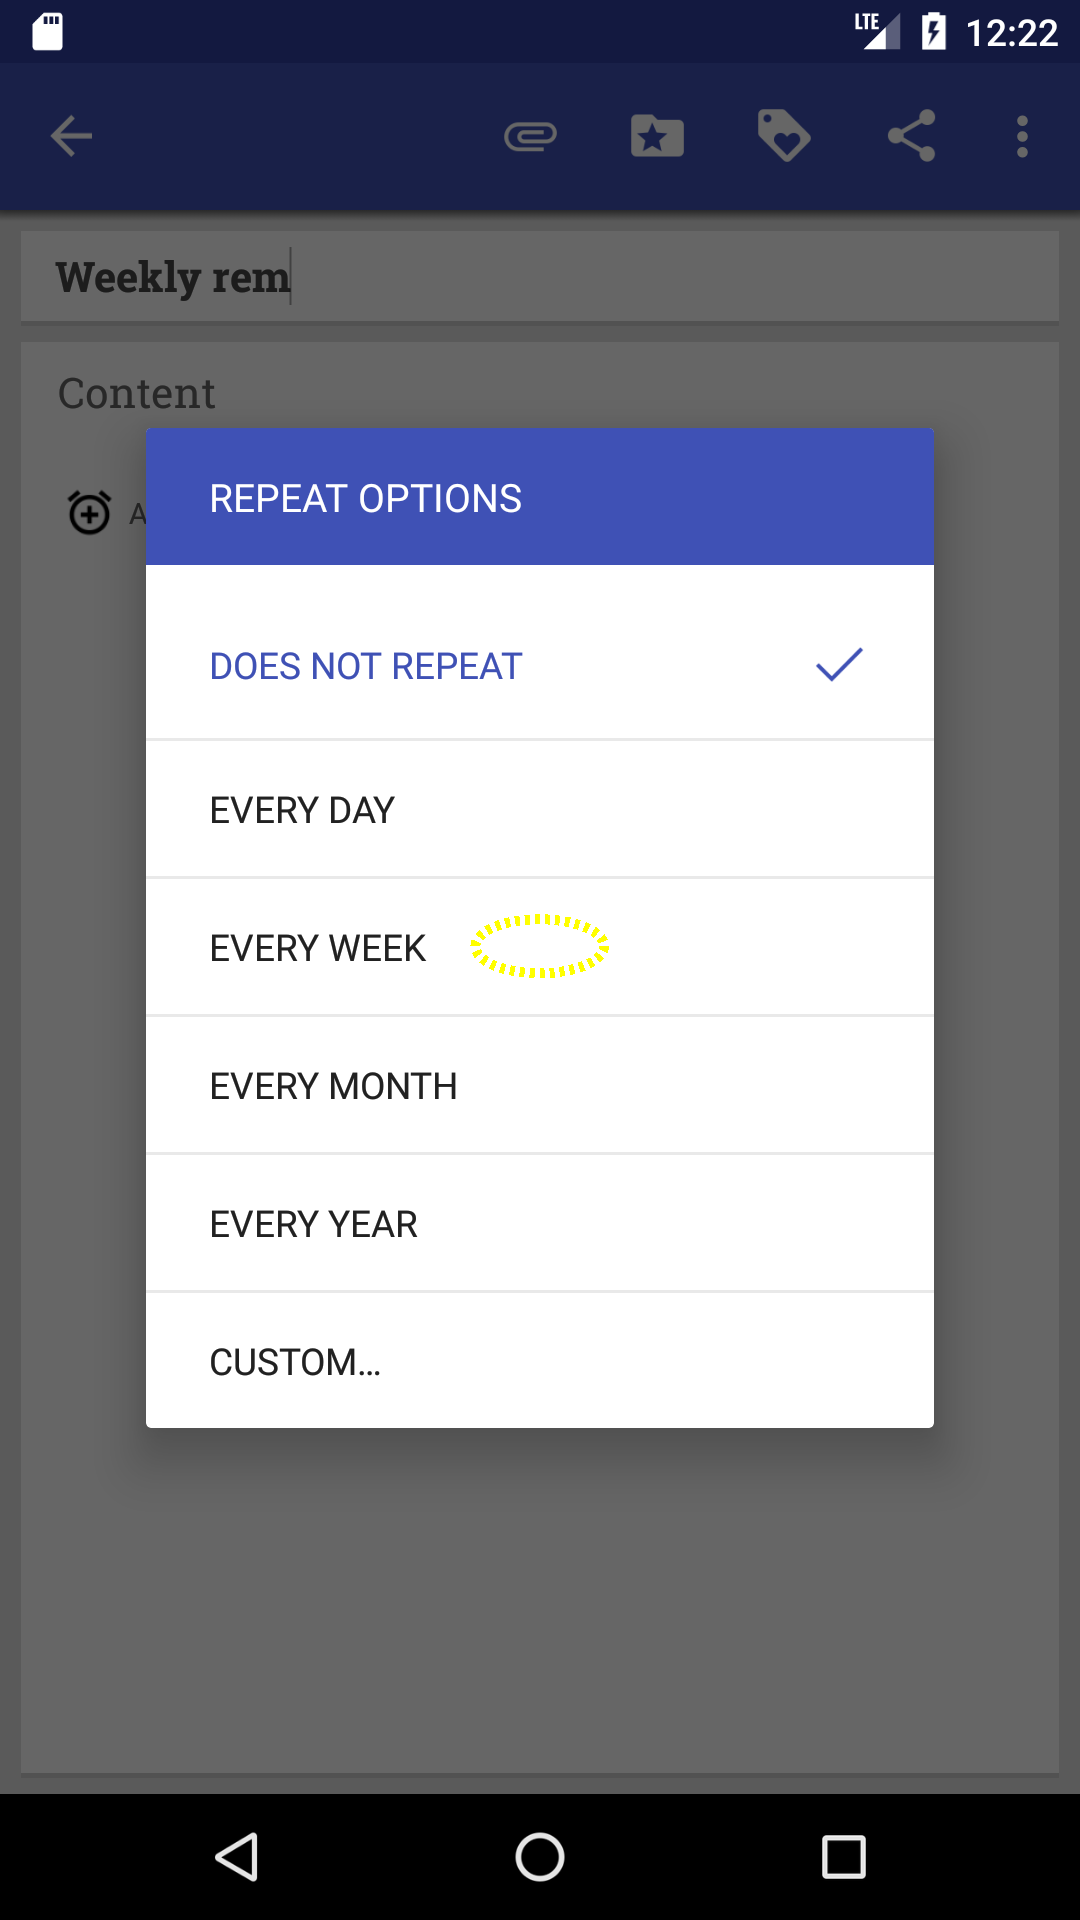 LTE 12:22
Weekly rem
Content
A
REPEAT OPTIONS
DOES NOT REPEAT
EVERY DAY
EVERY WEEK
EVERY MONTH
EVERY YEAR
CUSTOM...